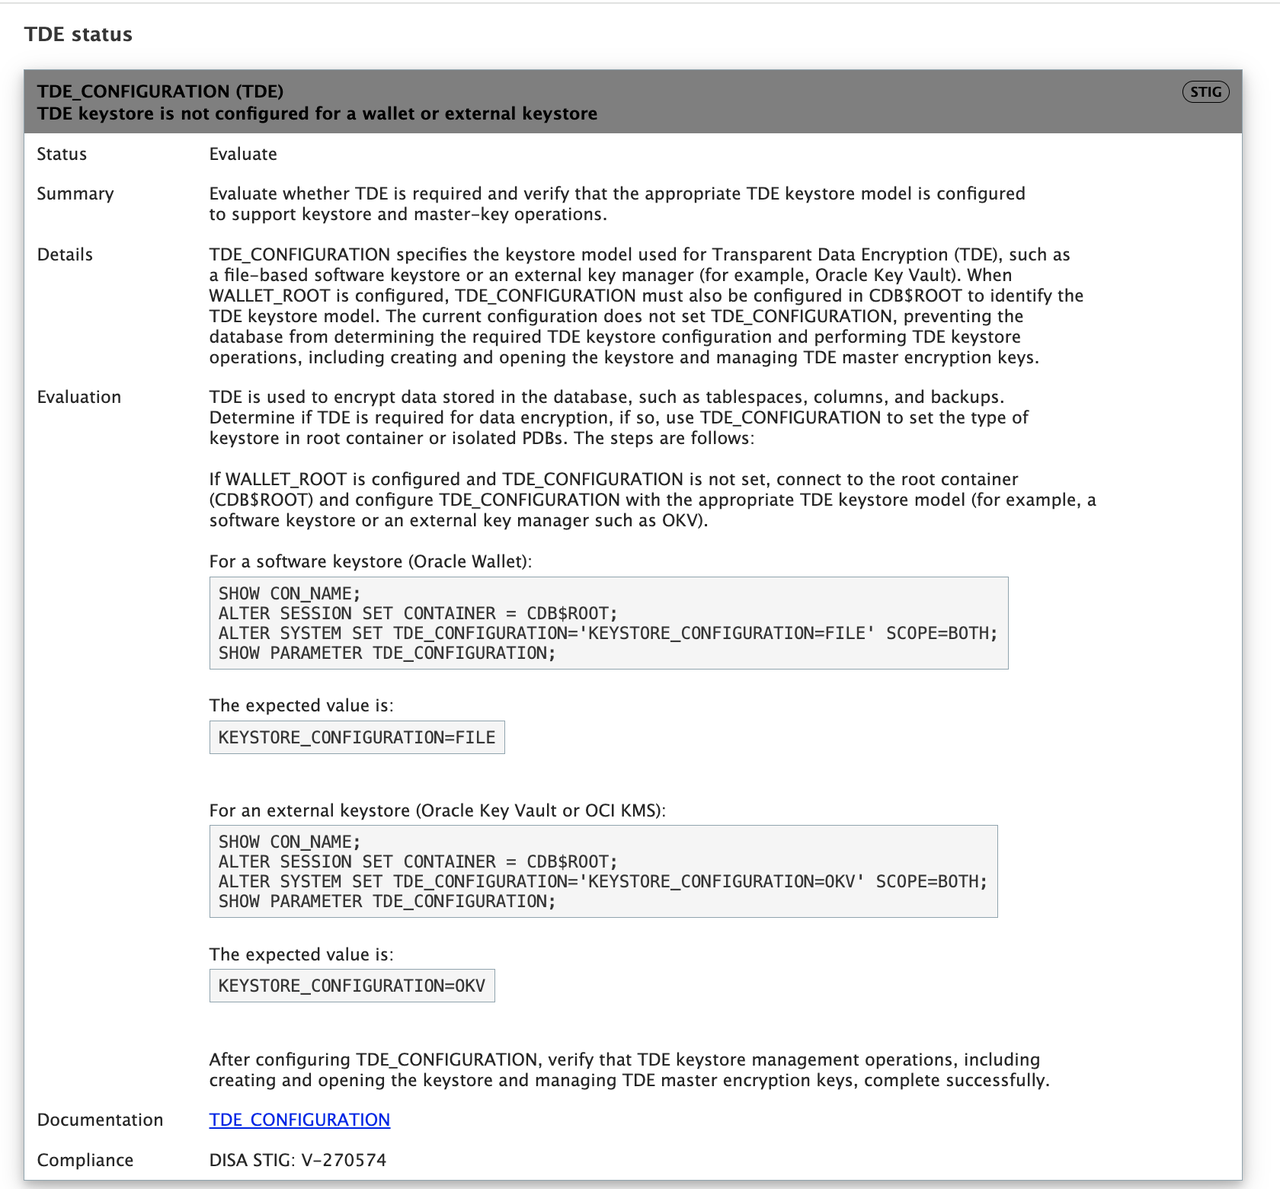 TDE status
TDE_CONFIGURATION (TDE)
STIG
TDE keystore is not configured for a wallet or external keystore
Status
Evaluate
Summary
Evaluate whether TDE is required and verify that the appropriate TDE keystore model is configured
to support keystore and master-key operations.
Details
TDE_CONFIGURATION specifies the keystore model used for Transparent Data Encryption (TDE), such as
a file-based software keystore or an external key manager (for example, Oracle Key Vault). When
WALLET_ROOT is configured, TDE_CONFIGURATION must also be configured in CDB$ROOT to identify the
TDE keystore model. The current configuration does not set TDE_CONFIGURATION, preventing the
database from determining the required TDE keystore configuration and performing TDE keystore
operations, including creating and opening the keystore and managing TDE master encryption keys.
Evaluation
TDE is used to encrypt data stored in the database, such as tablespaces, columns, and backups.
Determine if TDE is required for data encryption, if so, use TDE_CONFIGURATION to set the type of
keystore in root container or isolated PDBs. The steps are follows:
If WALLET_ROOT is configured and TDE_CONFIGURATION is not set, connect to the root container
(CDB$ROOT) and configure TDE_CONFIGURATION with the appropriate TDE keystore model (for example, a
software keystore or an external key manager such as OKV).
For a software keystore (Oracle Wallet):
SHOW CON_NAME;
ALTER SESSION SET CONTAINER = CDB$ROOT;
ALTER SYSTEM SET TDE_CONFIGURATION='KEYSTORE_CONFIGURATION=FILE' SCOPE=BOTH;
SHOW PARAMETER TDE_CONFIGURATION;
The expected value is:
KEYSTORE_CONFIGURATION=FILE
For an external keystore (Oracle Key Vault or OCI KMS):
SHOW CON_NAME;
ALTER SESSION SET CONTAINER = CDB$ROOT;
ALTER SYSTEM SET TDE_CONFIGURATION='KEYSTORE_CONFIGURATION=OKV' SCOPE=BOTH;
SHOW PARAMETER TDE_CONFIGURATION;
The expected value is:
KEYSTORE_CONFIGURATION=OKV
After configuring TDE_CONFIGURATION, verify that TDE keystore management operations, including
creating and opening the keystore and managing TDE master encryption keys, complete successfully.
Documentation
TDE_CONFIGURATION
Compliance
DISA STIG: V-270574